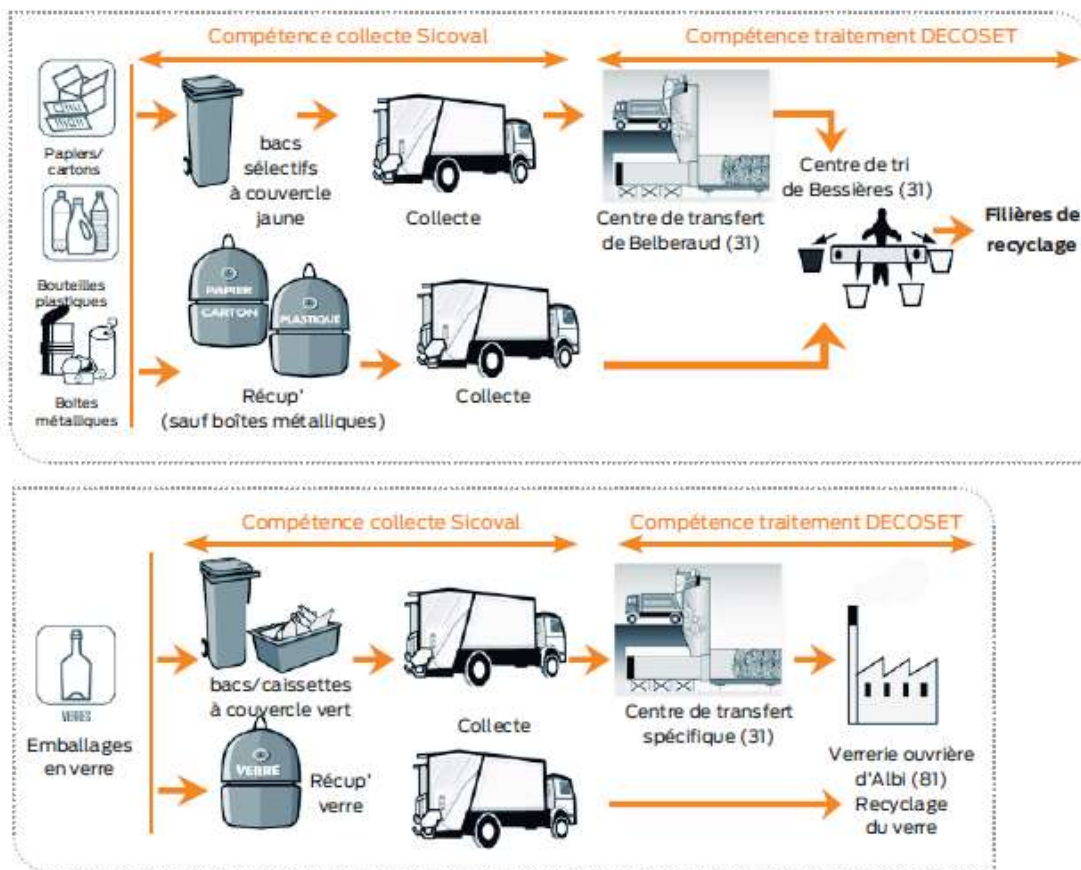 Compétence collecte Sicoval
Compétence traitement DECOSET
Papiers/
cartons
bacs
sélectifs
à couvercle
jaune
Collecte
Centre de transfert
de Belberaud (31)
Centre de tri
de Bessières (31)
Filières de
recyclage
Bouteilles
plastiques
PAPIER
CARTON
PLASTIQUE
Boîtes
métalliques
Récup'
(sauf boîtes métalliques)
Collecte
Compétence collecte Sicoval
Compétence traitement DECOSET
VERRES
Emballages
en verre
bacs/caissettes
à couvercle vert
Collecte
Centre de transfert
spécifique (31)
VERRE
Récup'
verre
Verrerie ouvrière
d'Albi (81)
Recyclage
du verre